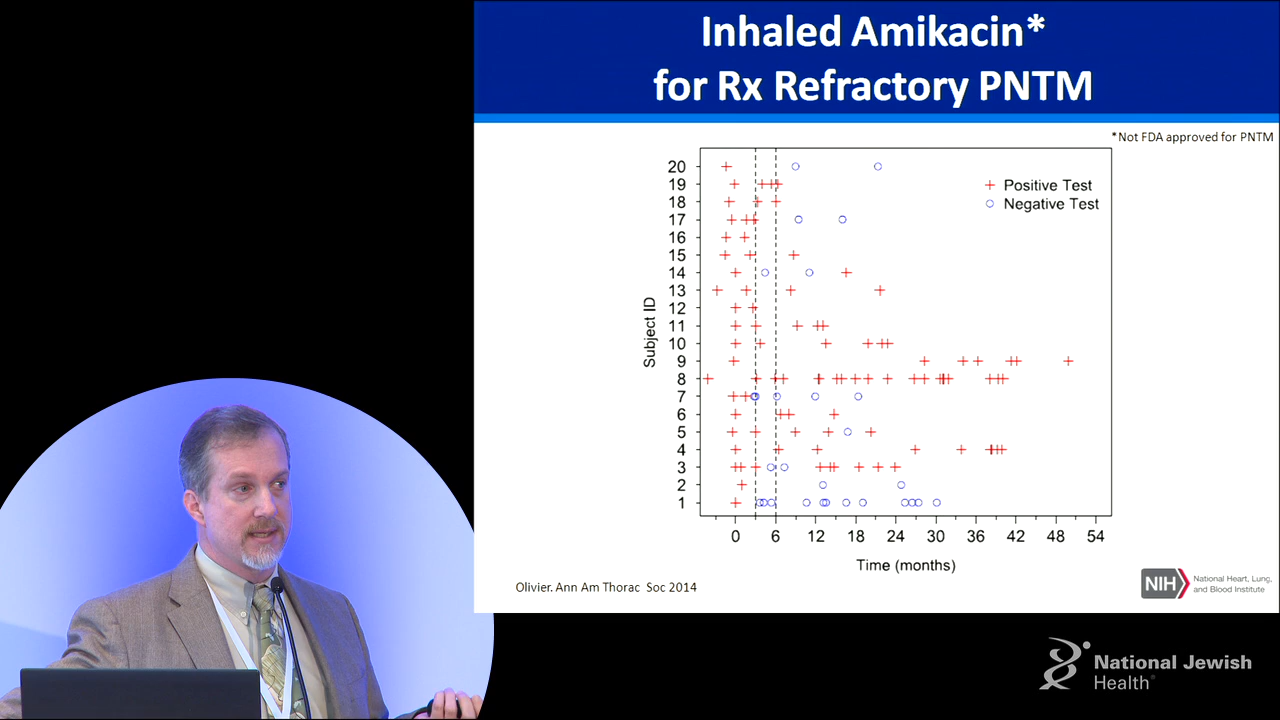 Inhaled Amikacin*
for Rx Refractory PNTM
*Not FDA approved for PNTM
Positive Test
Negative Test
20
19
18
17
16
15
14
13
12
11
10
9
8
7
6
5
4
3
2
1
Subject ID
0 6 12 18 24 30 36 42 48 54
Time (months)
Olivier. Ann Am Thorac Soc 2014
NIH National Heart, Lung,
and Blood Institute
National Jewish
Health®